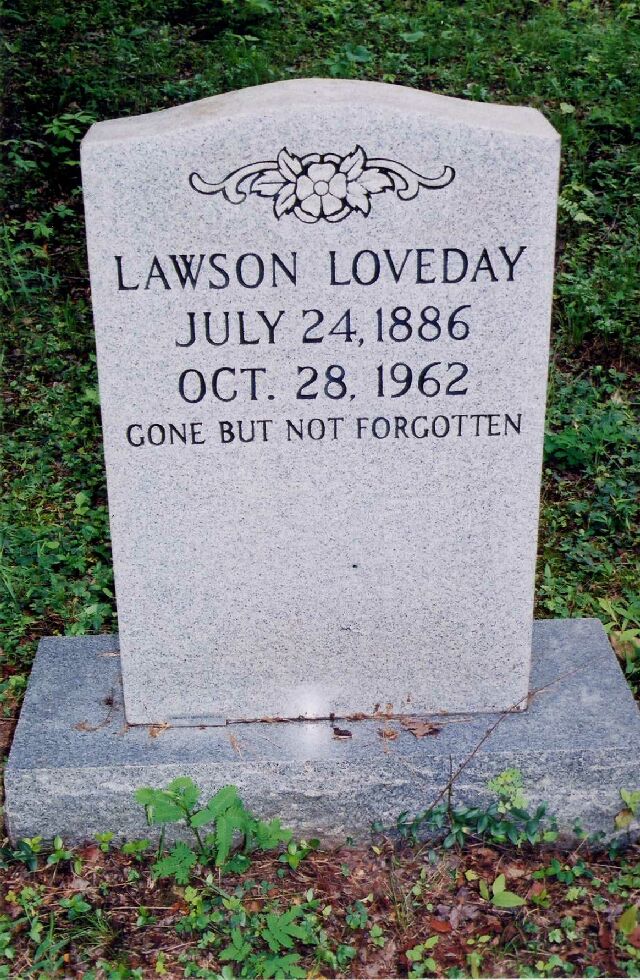 LAWSON LOVEDAY
JULY 24, 1886
OCT. 28, 1962
GONE BUT NOT FORGOTTEN